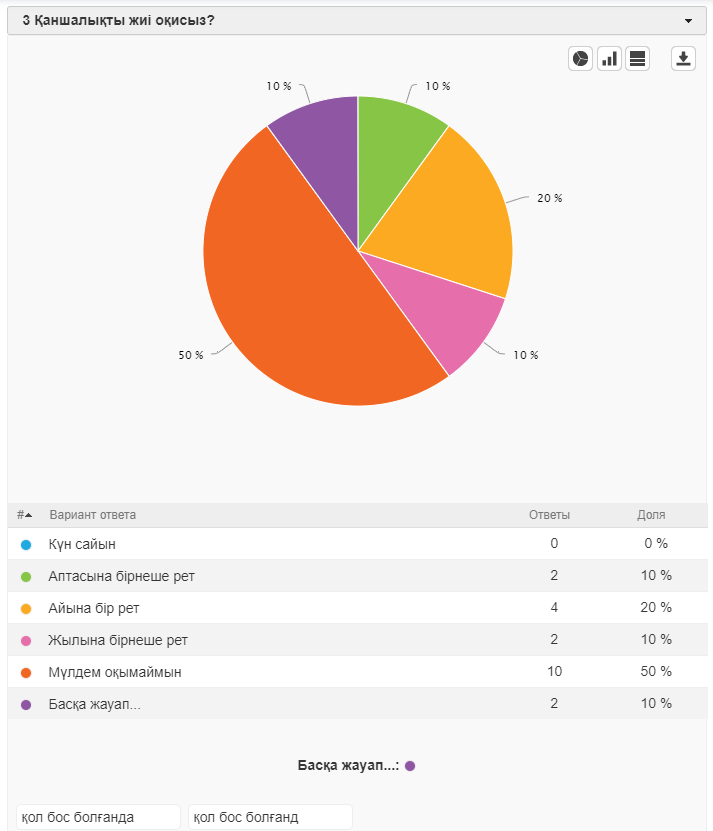 3 Қаншалықты жиі оқисыз?
10 %
10 %
20 %
50 %
10 %
# Вариант ответа Ответы Доля
Күн сайын 0 0 %
Аптасына бірнеше рет 2 10 %
Айына бір рет 4 20 %
Жылына бірнеше рет 2 10 %
Мүлдем оқымаймын 10 50 %
Басқа жауап... 2 10 %
Басқа жауап...:
қол бос болғанда қол бос болғанд